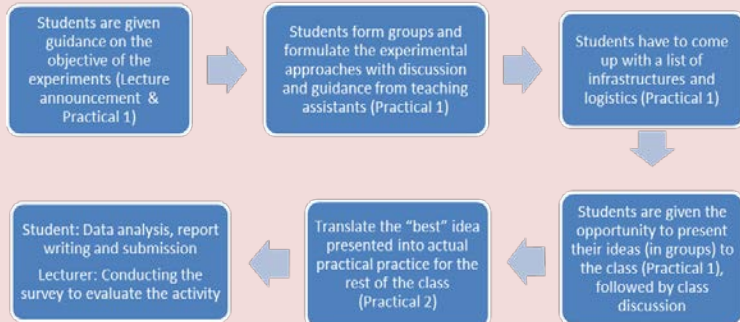 Students are given
guidance on the
objective of the
experiments (Lecture
announcement &
Practical 1)
Students form groups and
formulate the experimental
approaches with discussion
and guidance from teaching
assistants (Practical 1)
Students have to come
up with a list of
infrastructures and
logistics (Practical 1)
Students are given the
opportunity to present
their ideas (in groups) to
the class (Practical 1),
followed by class
discussion
Translate the “best” idea
presented into actual
practical practice for the
rest of the class
(Practical 2)
Student: Data analysis, report
writing and submission
Lecturer: Conducting the
survey to evaluate the activity